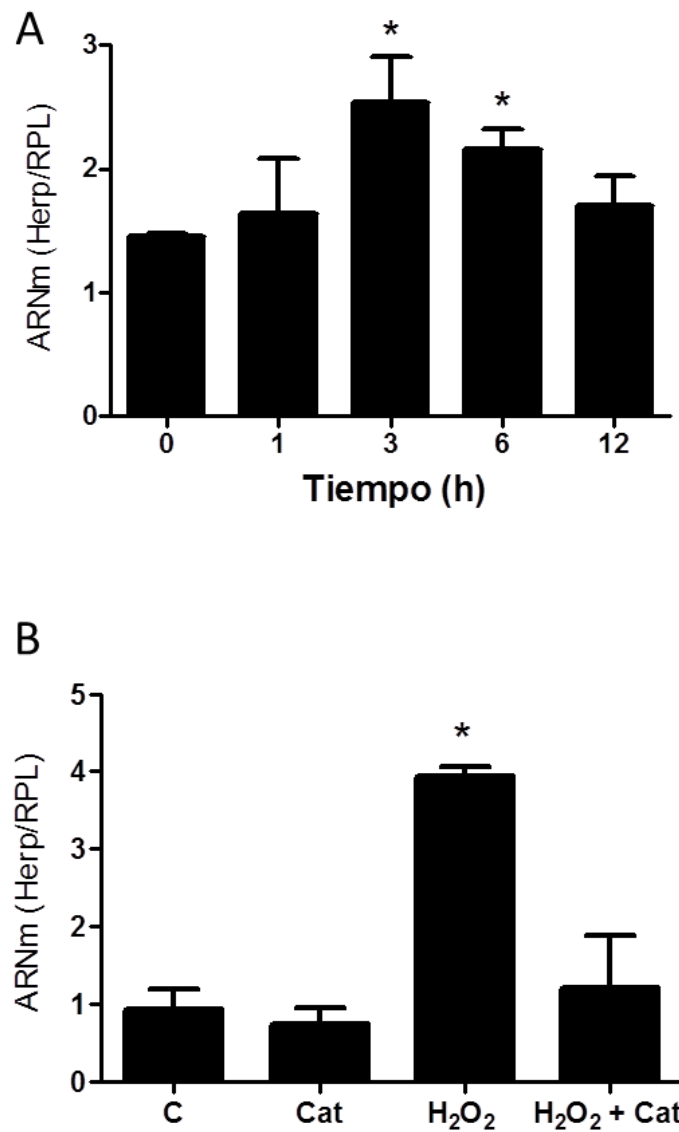 A
ARNm (Herp/RPL)
3
2
1
0
*
*
0 1 3 6 12
Tiempo (h)
B
ARNm (Herp/RPL)
5
4
3
2
1
0
*
C Cat H₂O₂ H₂O₂ + Cat